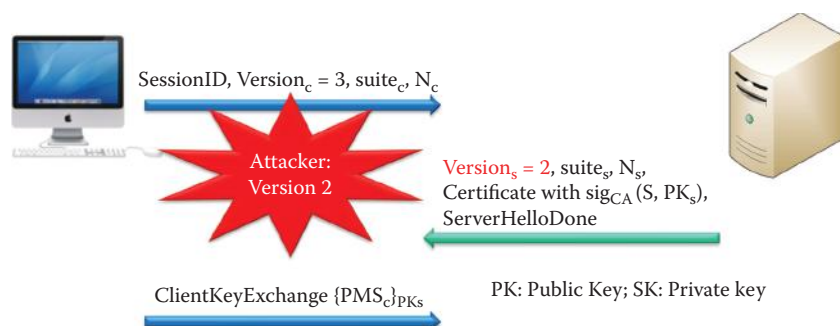 SessionID, Version_c = 3, suite_c, N_c
Attacker:
Version 2
Version_s = 2, suite_s, N_s,
Certificate with sig_CA (S, PK_s),
ServerHelloDone
ClientKeyExchange {PMS_c}_PKs
PK: Public Key; SK: Private key